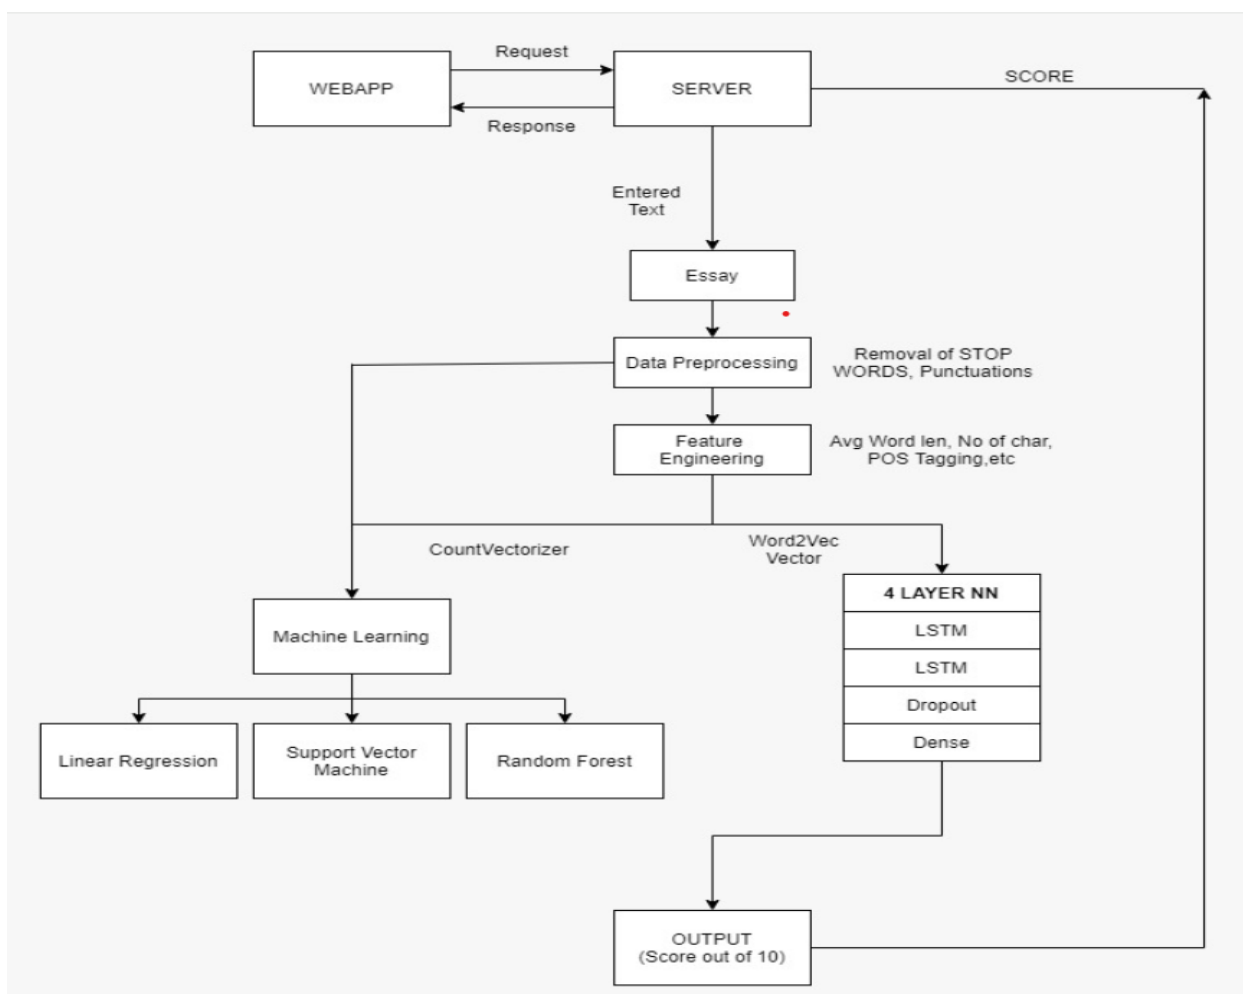 Request
WEBAPP
SERVER
SCORE
Response
Entered
Text
Essay
Data Preprocessing
Removal of STOP
WORDS, Punctuations
Feature
Engineering
Avg Word len, No of char,
POS Tagging,etc
CountVectorizer
Word2Vec
Vector
4 LAYER NN
LSTM
LSTM
Dropout
Dense
Machine Learning
Linear Regression
Support Vector
Machine
Random Forest
OUTPUT
(Score out of 10)